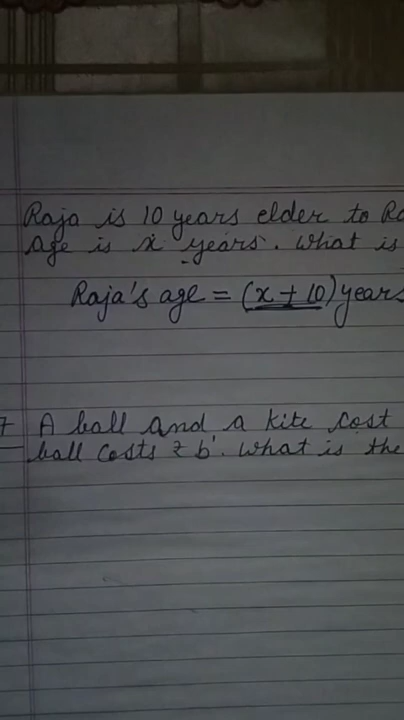 Raja is 10 years elder to Ra
Age is x years. What is
Raja's age = (x + 10) years
7 A ball and a kite cost
ball costs ₹ b'. What is the